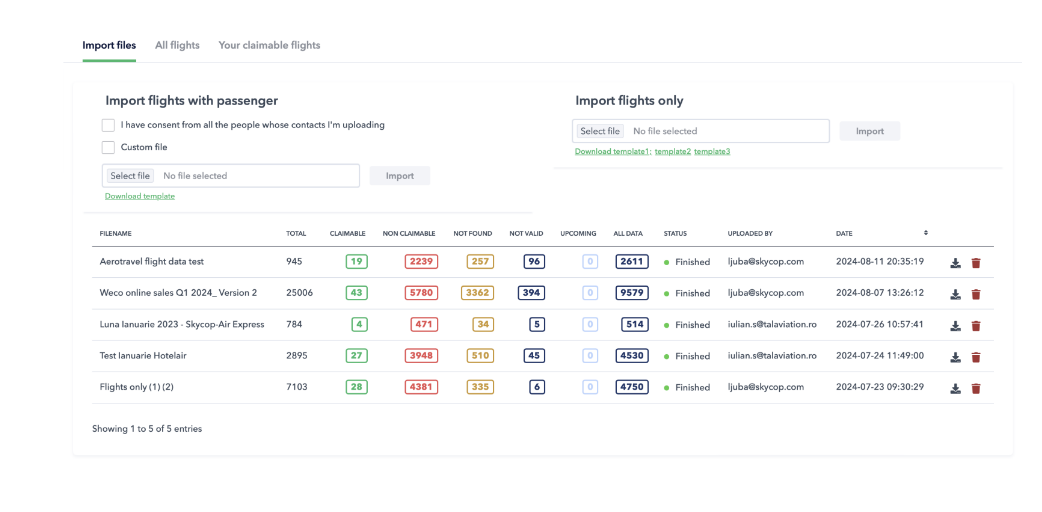 Import files All flights Your claimable flights
Import flights with passenger
I have consent from all the people whose contacts I'm uploading
Custom file
Select file No file selected Import
Download template
Import flights only
Select file No file selected Import
Download template1; template2 template3
FILENAME TOTAL CLAIMABLE NON CLAIMABLE NOT FOUND NOT VALID UPCOMING ALL DATA STATUS UPLOADED BY DATE
Aerotravel flight data test 945 19 2239 257 96 0 2611 Finished ljuba@skycop.com 2024-08-11 20:35:19
Weco online sales Q1 2024_ Version 2 25006 43 5780 3362 394 0 9579 Finished ljuba@skycop.com 2024-08-07 13:26:12
Luna Ianuarie 2023 - Skycop-Air Express 784 4 471 34 5 0 514 Finished iulian.s@talaviation.ro 2024-07-26 10:57:41
Test Ianuarie Hotelair 2895 27 3948 510 45 0 4530 Finished iulian.s@talaviation.ro 2024-07-24 11:49:00
Flights only (1) (2) 7103 28 4381 335 6 0 4750 Finished ljuba@skycop.com 2024-07-23 09:30:29
Showing 1 to 5 of 5 entries